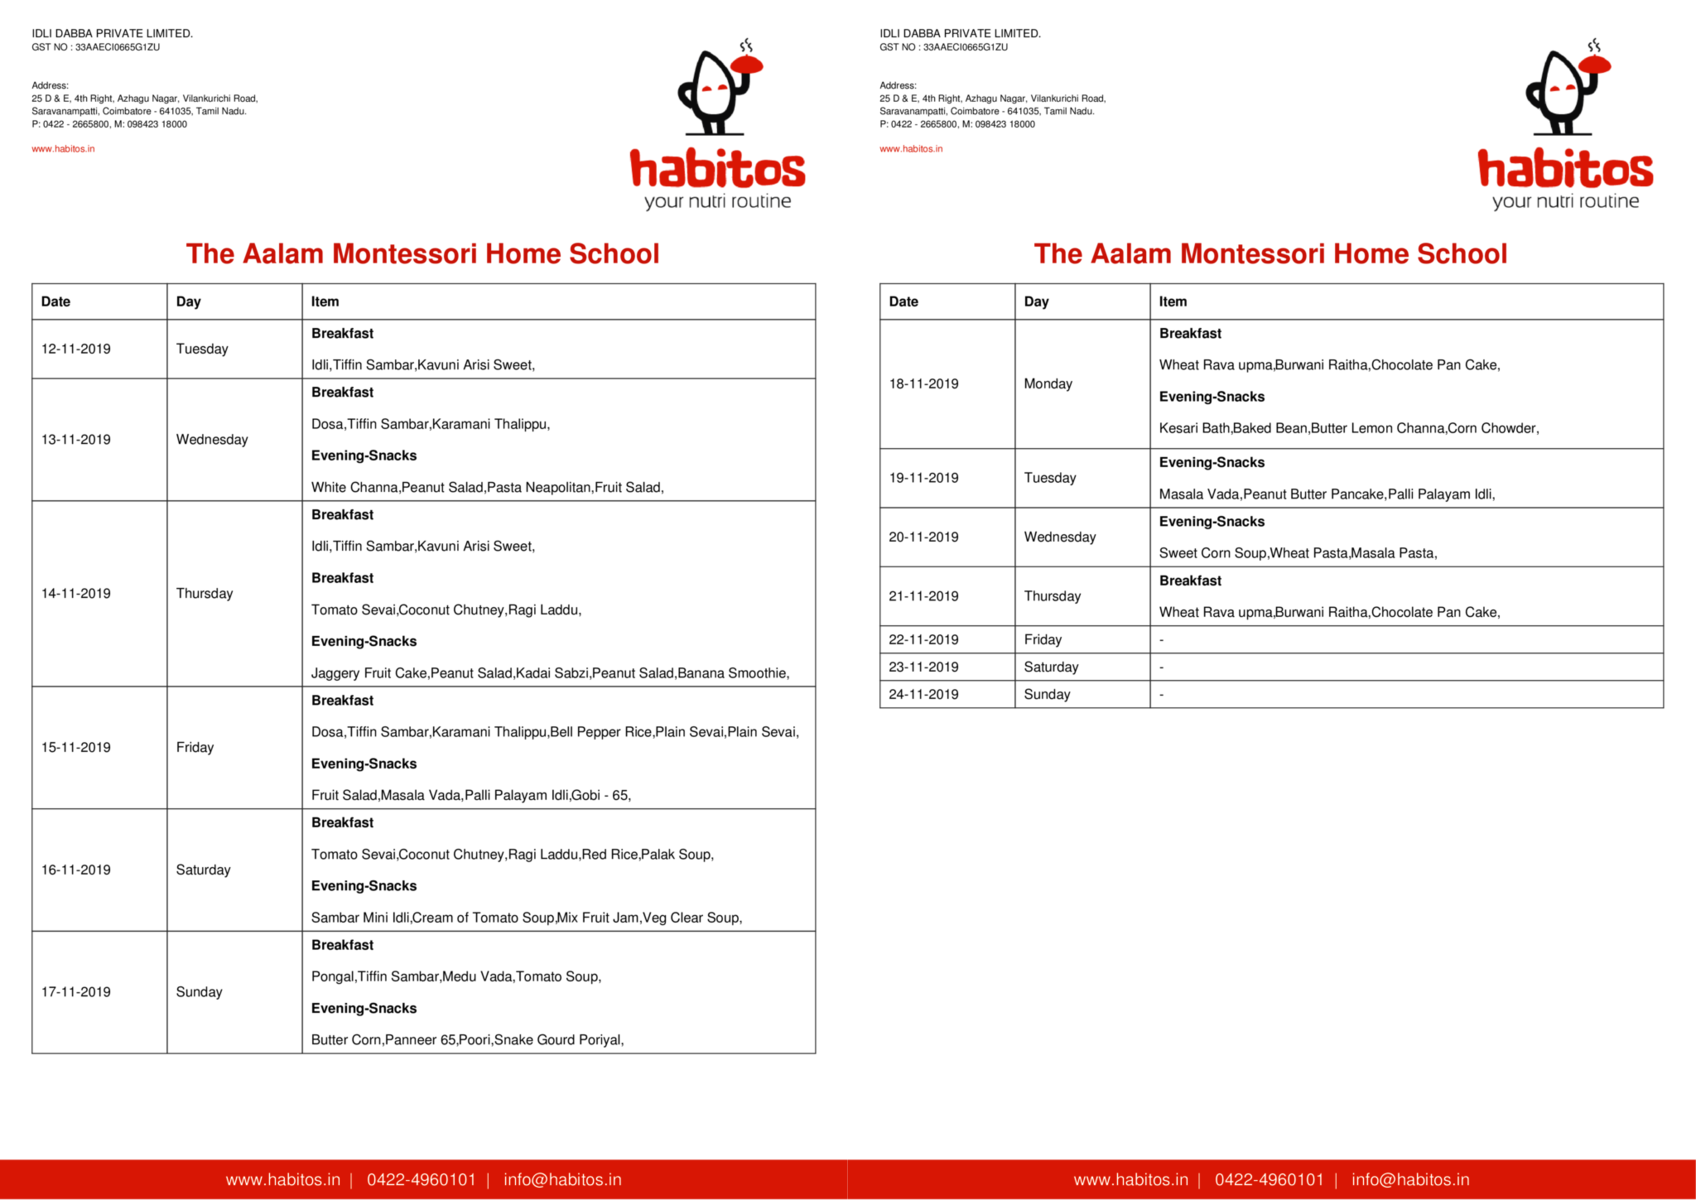 IDLI DABBA PRIVATE LIMITED.
GST NO : 33AAECI0665G1ZU
Address:
25 D & E, 4th Right, Azhagu Nagar, Vilankurichi Road,
Saravanampatti, Coimbatore - 641035, Tamil Nadu.
P: 0422 - 2665800, M: 098423 18000
www.habitos.in
habitos
your nutri routine
The Aalam Montessori Home School
Date Day Item
12-11-2019 Tuesday
Breakfast
Idli,Tiffin Sambar,Kavuni Arisi Sweet,
13-11-2019 Wednesday
Breakfast
Dosa,Tiffin Sambar,Karamani Thalippu,
Evening-Snacks
White Channa,Peanut Salad,Pasta Neapolitan,Fruit Salad,
14-11-2019 Thursday
Breakfast
Idli,Tiffin Sambar,Kavuni Arisi Sweet,
Breakfast
Tomato Sevai,Coconut Chutney,Ragi Laddu,
Evening-Snacks
Jaggery Fruit Cake,Peanut Salad,Kadai Sabzi,Peanut Salad,Banana Smoothie,
15-11-2019 Friday
Breakfast
Dosa,Tiffin Sambar,Karamani Thalippu,Bell Pepper Rice,Plain Sevai,Plain Sevai,
Evening-Snacks
Fruit Salad,Masala Vada,Palli Palayam Idli,Gobi - 65,
16-11-2019 Saturday
Breakfast
Tomato Sevai,Coconut Chutney,Ragi Laddu,Red Rice,Palak Soup,
Evening-Snacks
Sambar Mini Idli,Cream of Tomato Soup,Mix Fruit Jam,Veg Clear Soup,
17-11-2019 Sunday
Breakfast
Pongal,Tiffin Sambar,Medu Vada,Tomato Soup,
Evening-Snacks
Butter Corn,Panneer 65,Poori,Snake Gourd Poriyal,
www.habitos.in | 0422-4960101 | info@habitos.in
IDLI DABBA PRIVATE LIMITED.
GST NO : 33AAECI0665G1ZU
Address:
25 D & E, 4th Right, Azhagu Nagar, Vilankurichi Road,
Saravanampatti, Coimbatore - 641035, Tamil Nadu.
P: 0422 - 2665800, M: 098423 18000
www.habitos.in
habitos
your nutri routine
The Aalam Montessori Home School
Date Day Item
18-11-2019 Monday
Breakfast
Wheat Rava upma,Burwani Raitha,Chocolate Pan Cake,
Evening-Snacks
Kesari Bath,Baked Bean,Butter Lemon Channa,Corn Chowder,
19-11-2019 Tuesday
Evening-Snacks
Masala Vada,Peanut Butter Pancake,Palli Palayam Idli,
20-11-2019 Wednesday
Evening-Snacks
Sweet Corn Soup,Wheat Pasta,Masala Pasta,
21-11-2019 Thursday
Breakfast
Wheat Rava upma,Burwani Raitha,Chocolate Pan Cake,
22-11-2019 Friday -
23-11-2019 Saturday -
24-11-2019 Sunday -
www.habitos.in | 0422-4960101 | info@habitos.in